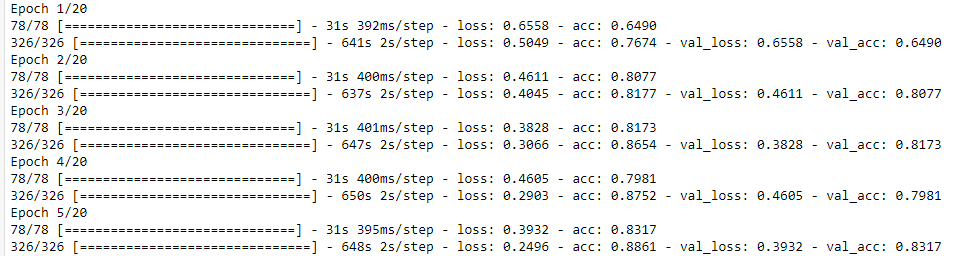 Epoch 1/20
78/78 [==============================] - 31s 392ms/step - loss: 0.6558 - acc: 0.6490
326/326 [==============================] - 641s 2s/step - loss: 0.5049 - acc: 0.7674 - val_loss: 0.6558 - val_acc: 0.6490
Epoch 2/20
78/78 [==============================] - 31s 400ms/step - loss: 0.4611 - acc: 0.8077
326/326 [==============================] - 637s 2s/step - loss: 0.4045 - acc: 0.8177 - val_loss: 0.4611 - val_acc: 0.8077
Epoch 3/20
78/78 [==============================] - 31s 401ms/step - loss: 0.3828 - acc: 0.8173
326/326 [==============================] - 647s 2s/step - loss: 0.3066 - acc: 0.8654 - val_loss: 0.3828 - val_acc: 0.8173
Epoch 4/20
78/78 [==============================] - 31s 400ms/step - loss: 0.4605 - acc: 0.7981
326/326 [==============================] - 650s 2s/step - loss: 0.2903 - acc: 0.8752 - val_loss: 0.4605 - val_acc: 0.7981
Epoch 5/20
78/78 [==============================] - 31s 395ms/step - loss: 0.3932 - acc: 0.8317
326/326 [==============================] - 648s 2s/step - loss: 0.2496 - acc: 0.8861 - val_loss: 0.3932 - val_acc: 0.8317